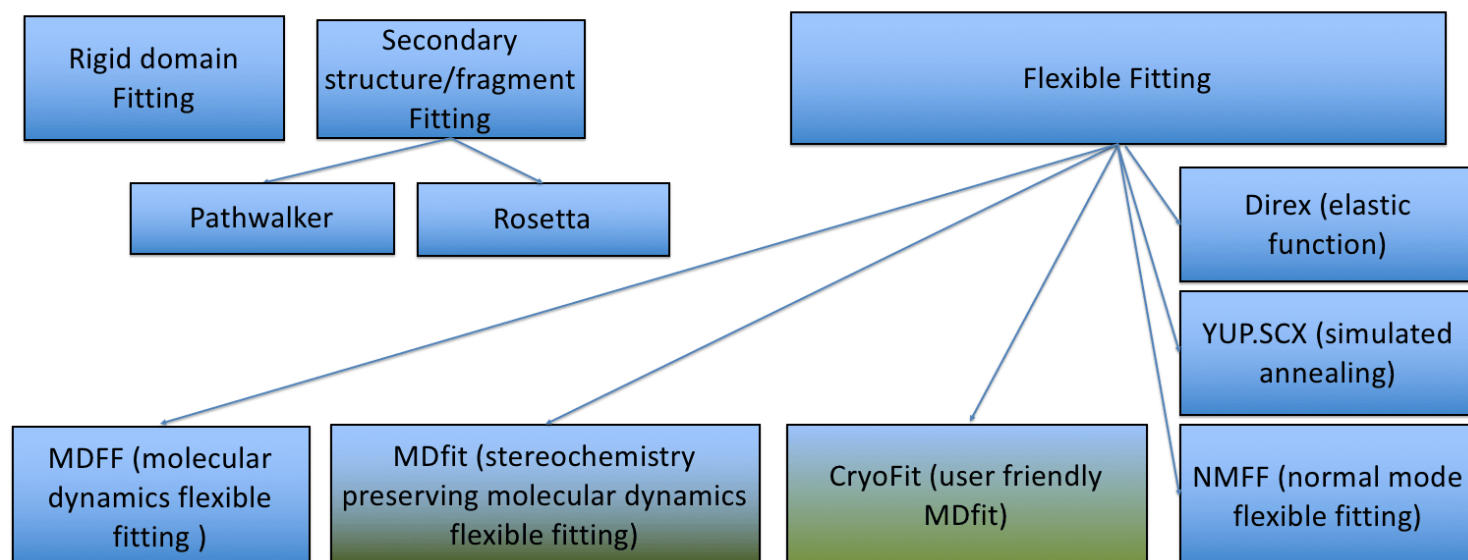 Rigid domain
Fitting
Secondary
structure/fragment
Fitting
Flexible Fitting
Pathwalker
Rosetta
Direx (elastic
function)
YUP.SCX (simulated
annealing)
MDFF (molecular
dynamics flexible
fitting )
MDfit (stereochemistry
preserving molecular dynamics
flexible fitting)
CryoFit (user friendly
MDfit)
NMFF (normal mode
flexible fitting)